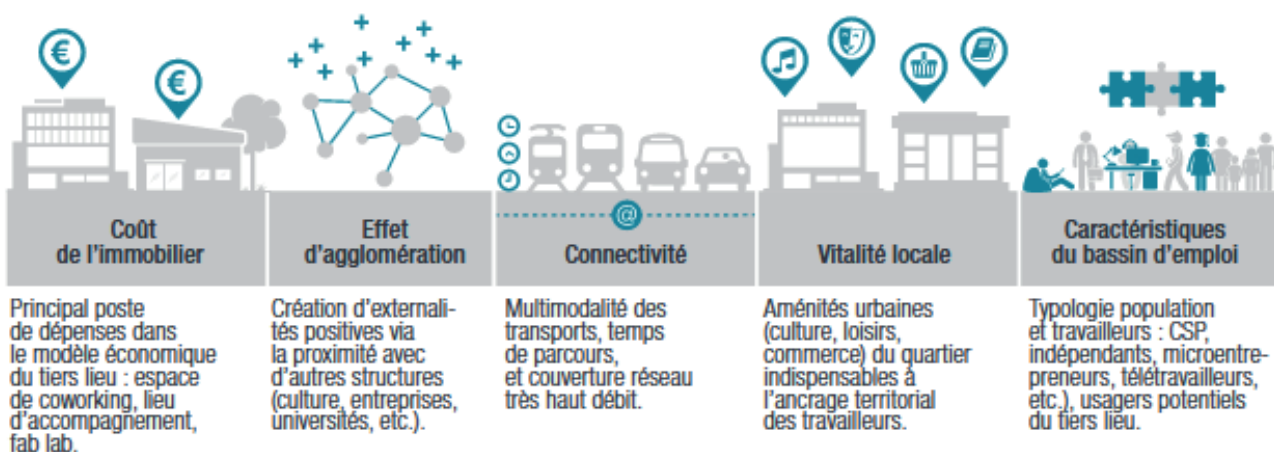 €
€
@
Coût
de l'immobilier
Effet
d'agglomération
Connectivité
Vitalité locale
Caractéristiques
du bassin d'emploi
Principal poste
de dépenses dans
le modèle économique
du tiers lieu : espace
de coworking, lieu
d'accompagnement,
fab lab.
Création d'externali-
tés positives via
la proximité avec
d'autres structures
(culture, entreprises,
universités, etc.).
Multimodalité des
transports, temps
de parcours,
et couverture réseau
très haut débit.
Aménités urbaines
(culture, loisirs,
commerce) du quartier
indispensables à
l'ancrage territorial
des travailleurs.
Typologie population
et travailleurs : CSP,
indépendants, microentre-
preneurs, télétravailleurs,
etc.), usagers potentiels
du tiers lieu.